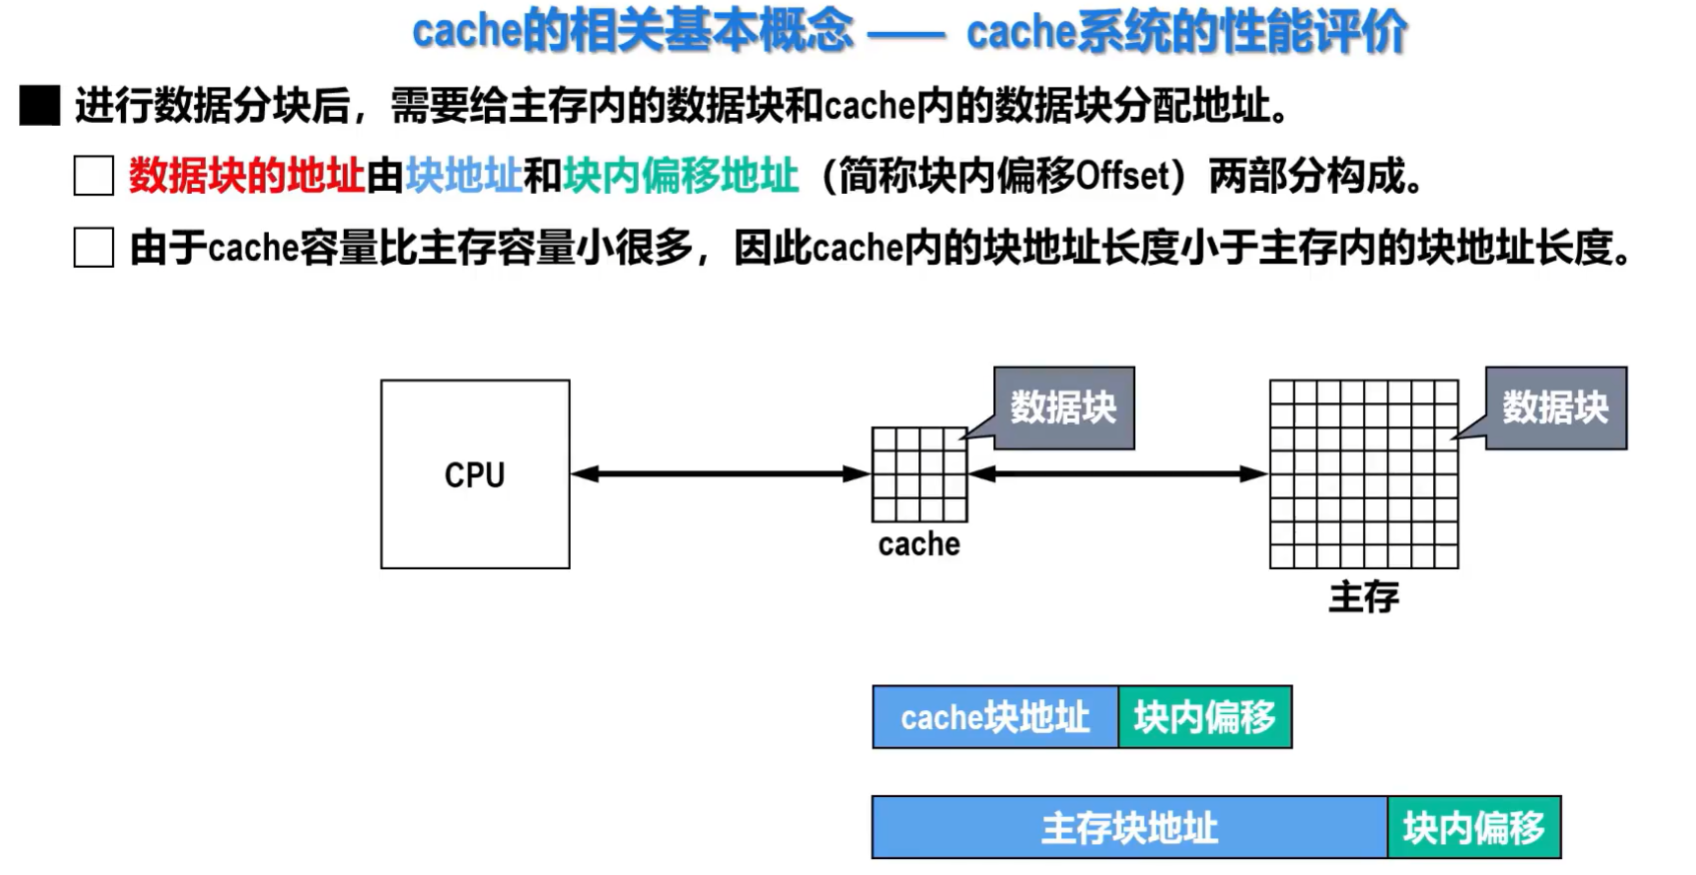 cache的相关基本概念 —— cache系统的性能评价
进行数据分块后，需要给主存内的数据块和cache内的数据块分配地址。
数据块的地址由块地址和块内偏移地址（简称块内偏移Offset）两部分构成。
由于cache容量比主存容量小很多，因此cache内的块地址长度小于主存内的块地址长度。
数据块
数据块
CPU
cache
主存
cache块地址 块内偏移
主存块地址 块内偏移